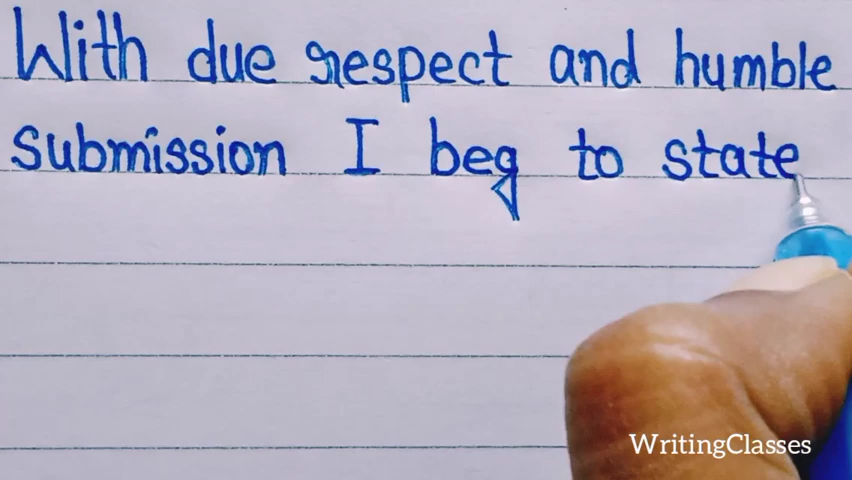 With due respect and humble
submission I beg to state
WritingClasses